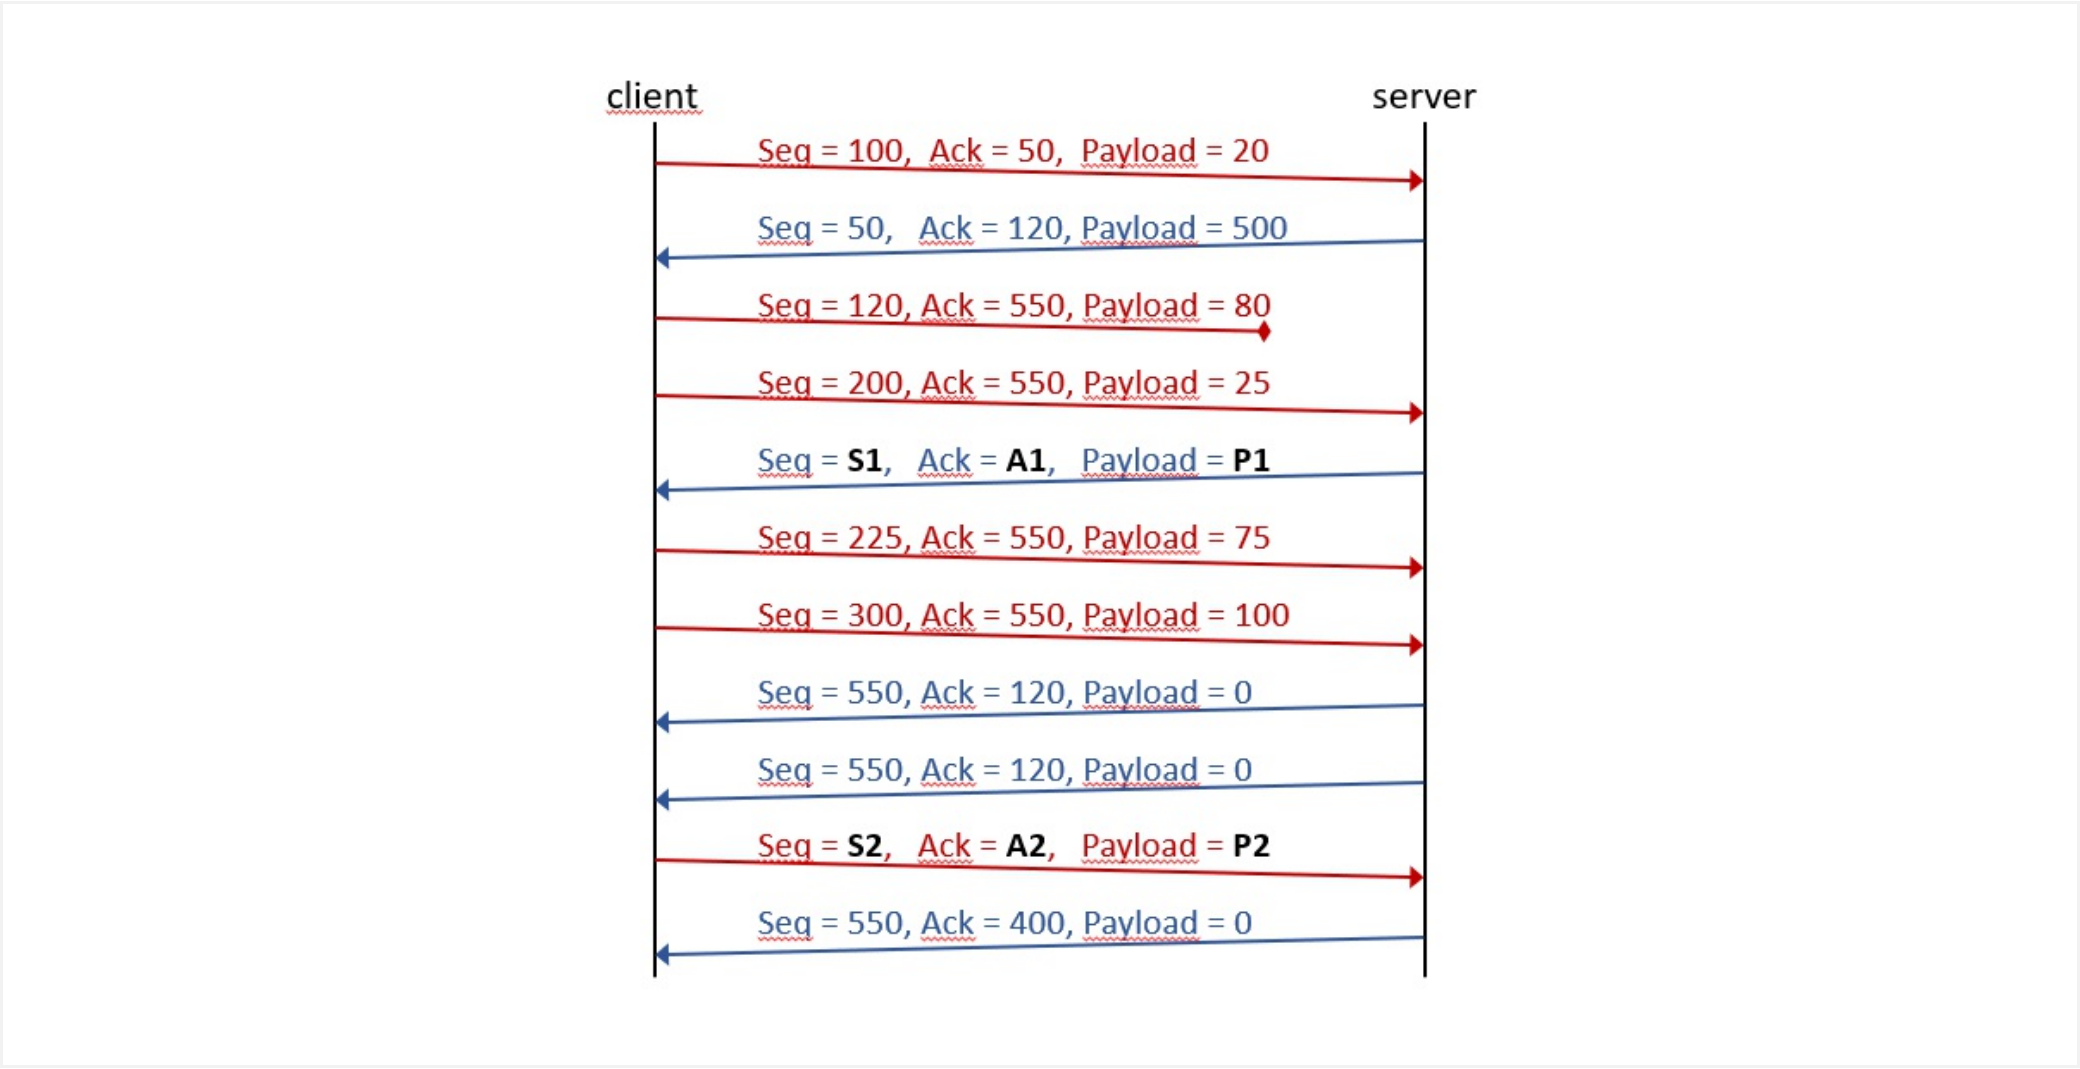 client server
Seq = 100, Ack = 50, Payload = 20
Seq = 50, Ack = 120, Payload = 500
Seq = 120, Ack = 550, Payload = 80
Seq = 200, Ack = 550, Payload = 25
Seq = S1, Ack = A1, Payload = P1
Seq = 225, Ack = 550, Payload = 75
Seq = 300, Ack = 550, Payload = 100
Seq = 550, Ack = 120, Payload = 0
Seq = 550, Ack = 120, Payload = 0
Seq = S2, Ack = A2, Payload = P2
Seq = 550, Ack = 400, Payload = 0